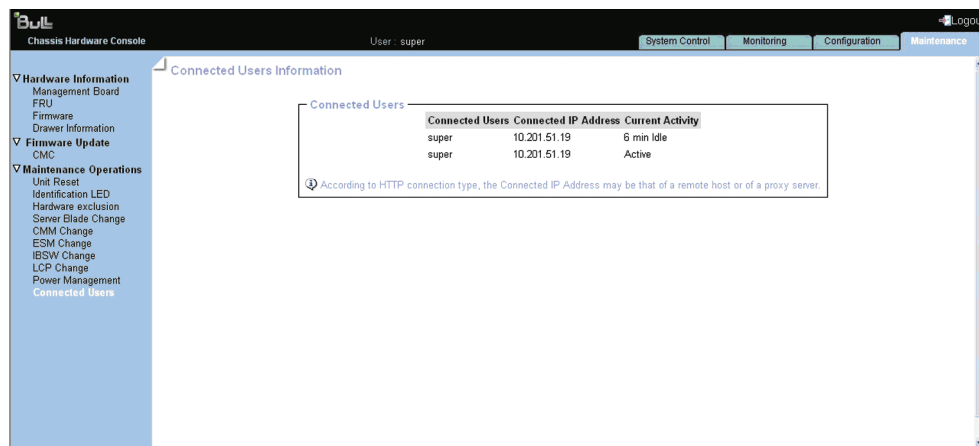 Bull
Logou
Chassis Hardware Console
User : super
System Control
Monitoring
Configuration
Maintenance
Hardware Information
Management Board
FRU
Firmware
Drawer Information
Firmware Update
CMC
Maintenance Operations
Unit Reset
Identification LED
Hardware exclusion
Server Blade Change
CMM Change
ESM Change
IBSW Change
LCP Change
Power Management
Connected Users
Connected Users Information
Connected Users
Connected Users Connected IP Address Current Activity
super 10.201.51.19 6 min Idle
super 10.201.51.19 Active
According to HTTP connection type, the Connected IP Address may be that of a remote host or of a proxy server.